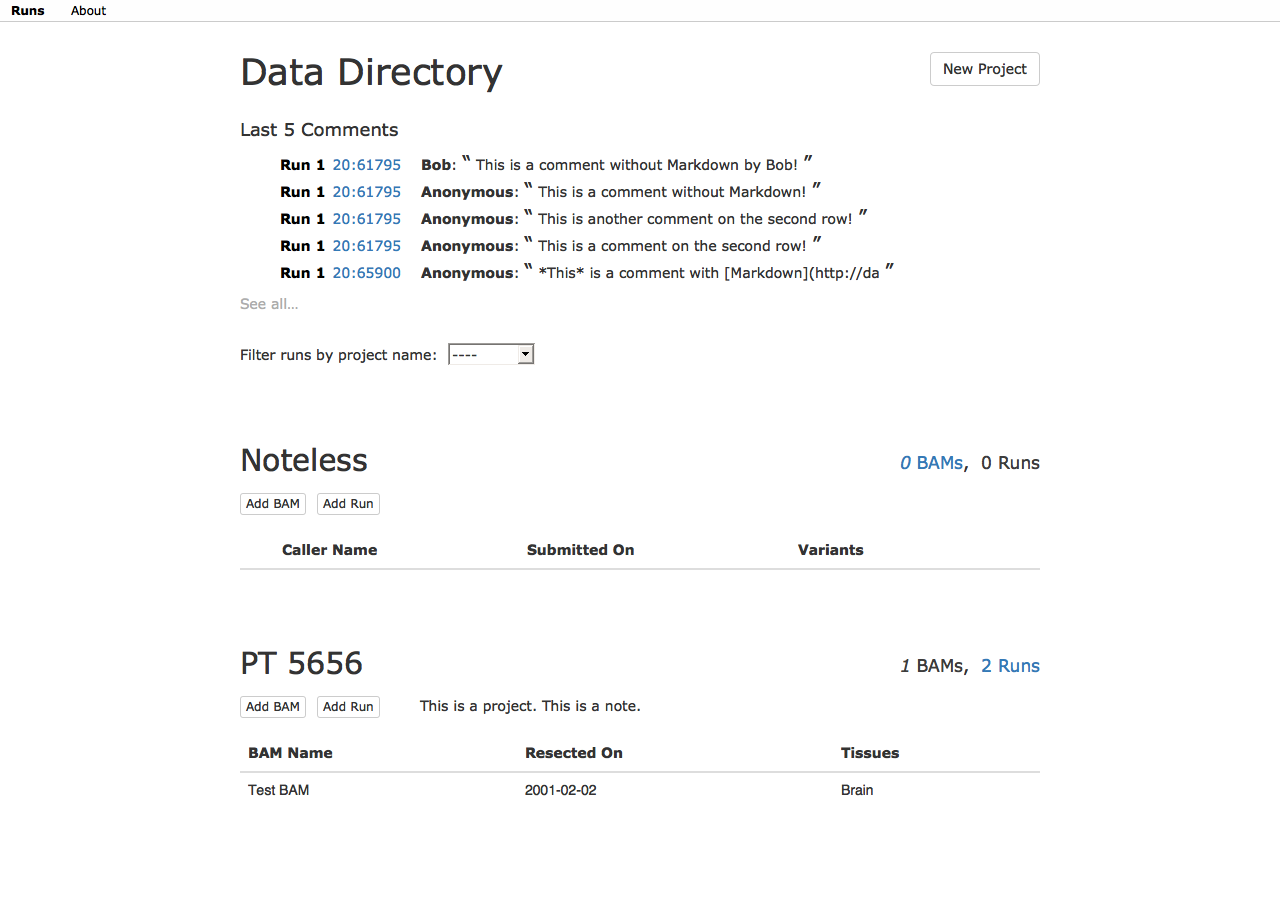 Runs About
Data Directory New Project
Last 5 Comments
Run 1 20:61795 Bob: “ This is a comment without Markdown by Bob! ”
Run 1 20:61795 Anonymous: “ This is a comment without Markdown! ”
Run 1 20:61795 Anonymous: “ This is another comment on the second row! ”
Run 1 20:61795 Anonymous: “ This is a comment on the second row! ”
Run 1 20:65900 Anonymous: “ *This* is a comment with [Markdown](http://da ”
See all...
Filter runs by project name: ----
Noteless 0 BAMs, 0 Runs
Add BAM Add Run
Caller Name Submitted On Variants
PT 5656 1 BAMs, 2 Runs
Add BAM Add Run This is a project. This is a note.
BAM Name Resected On Tissues
Test BAM 2001-02-02 Brain